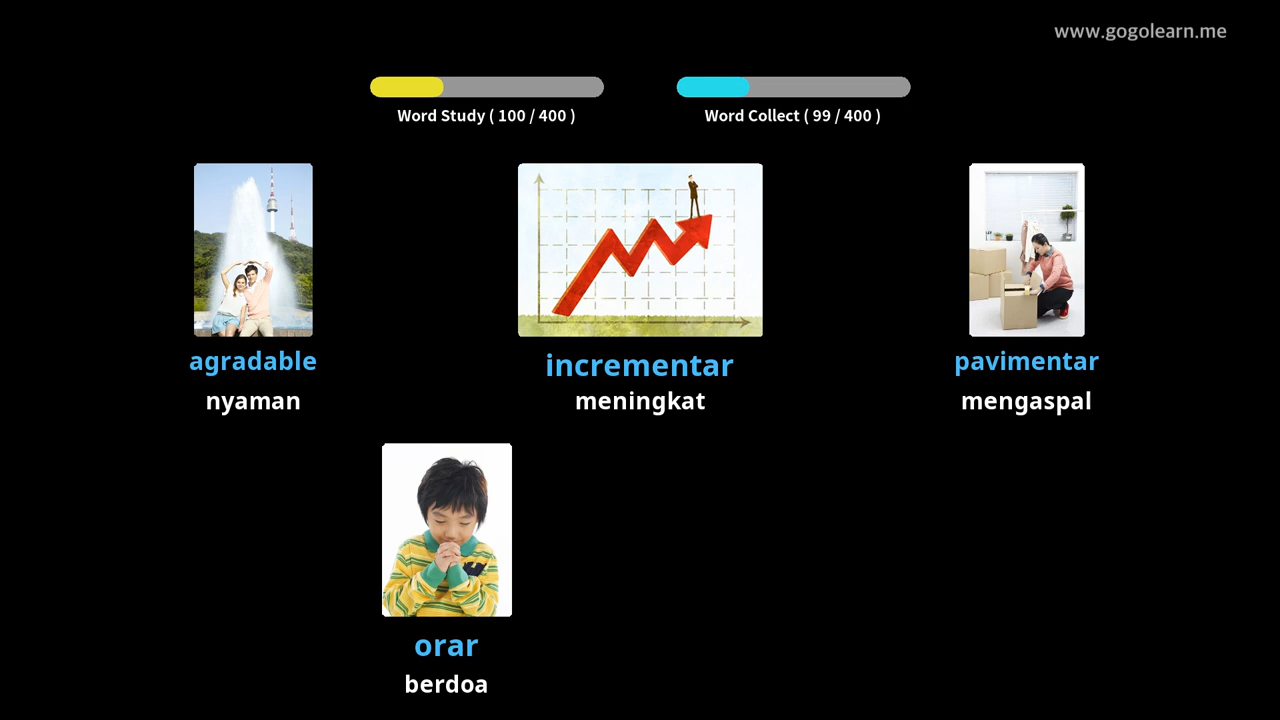 www.gogolearn.me
Word Study ( 100 / 400 )
Word Collect ( 99 / 400 )
agradable
nyaman
incrementar
meningkat
pavimentar
mengaspal
orar
berdoa